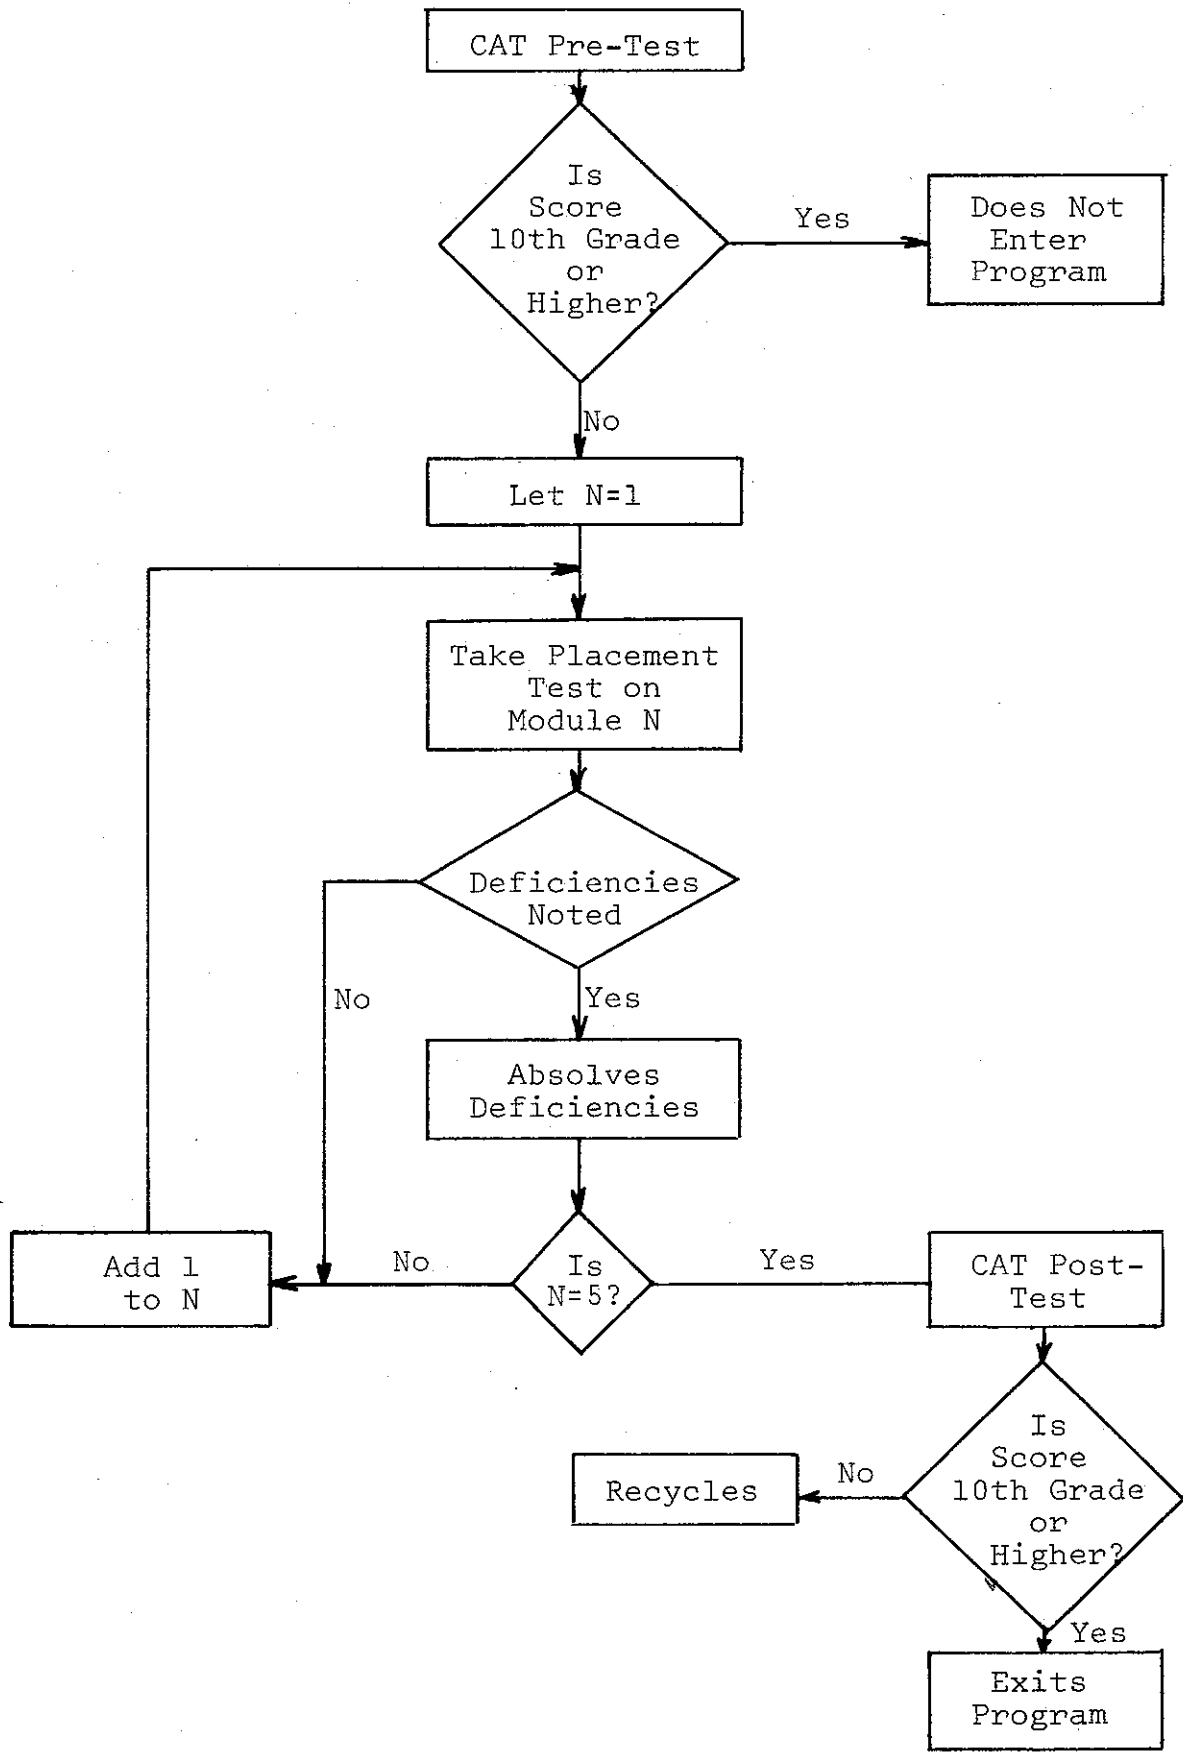 CAT Pre-Test
Is
Score
10th Grade
or
Higher?
Yes
Does Not
Enter
Program
No
Let N=1
Take Placement
Test on
Module N
Deficiencies
Noted
No
Yes
Absolves
Deficiencies
Add 1
to N
No
Is
N=5?
Yes
CAT Post-
Test
Is
Score
10th Grade
or
Higher?
No
Recycles
Yes
Exits
Program